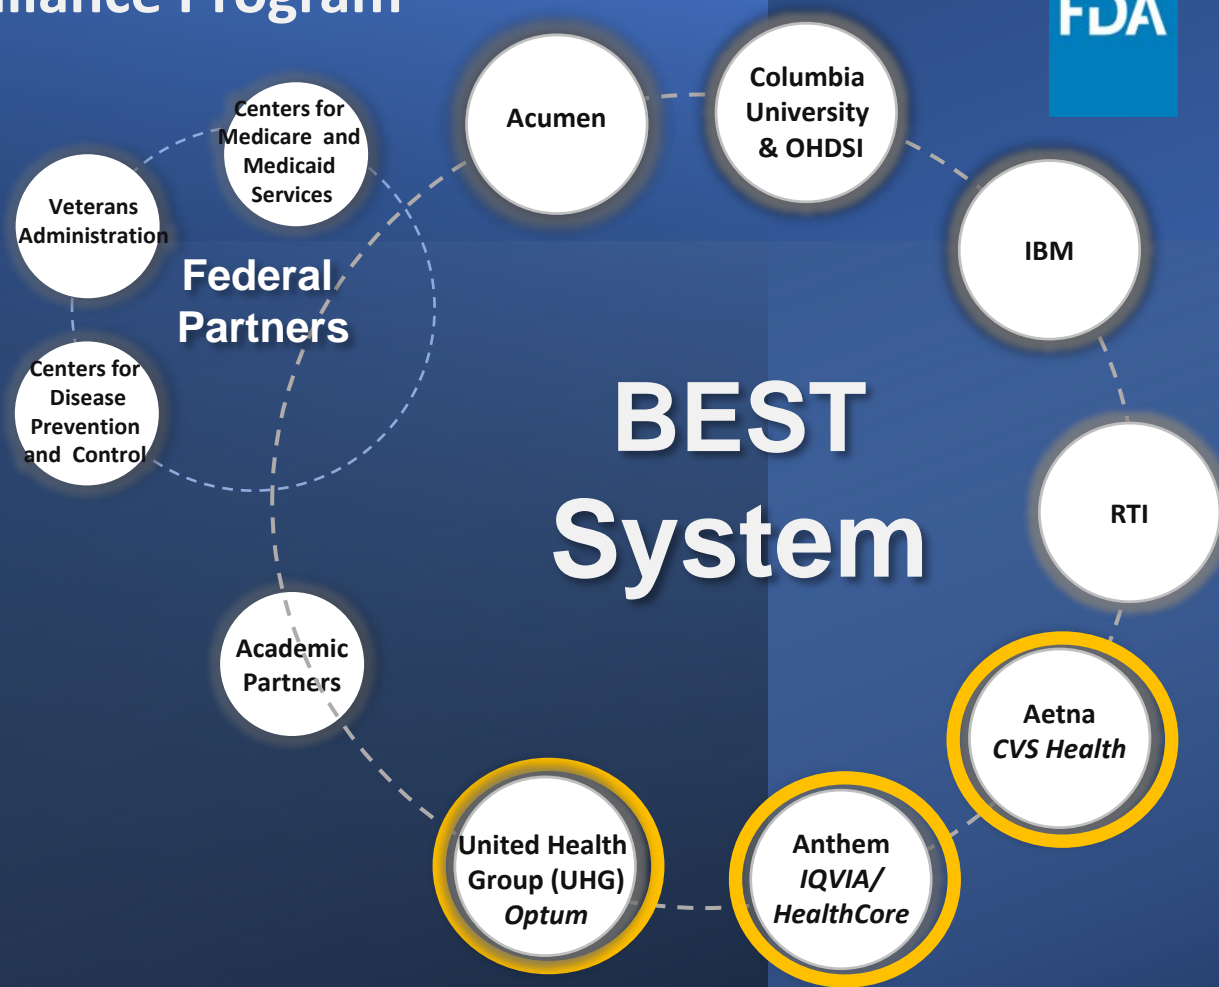 Program
FDA
Centers for
Medicare and
Medicaid
Services
Acumen
Columbia
University
& OHDSI
Veterans
Administration
IBM
Federal
Partners
Centers for
Disease
Prevention
and Control
BEST
System
RTI
Academic
Partners
Aetna
CVS Health
United Health
Group (UHG)
Optum
Anthem
IQVIA/
HealthCore